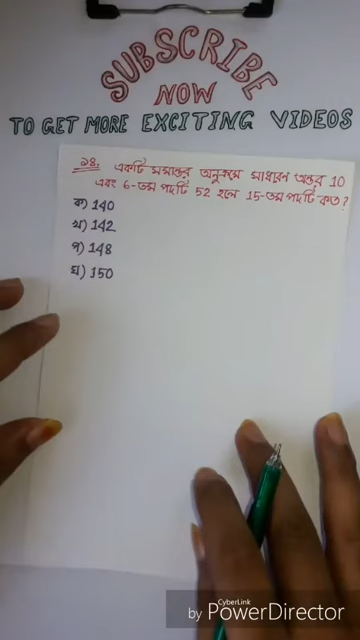 SUBSCRIBE
NOW
TO GET MORE EXCITING VIDEOS
১৪. একটি সমান্তর অনুক্রমে সাধারণ অন্তর 10
এবং 6-তম পদটি 52 হলে 15-তম পদটি কত?
ক) 140
খ) 142
গ) 148
ঘ) 150
CyberLink
by PowerDirector